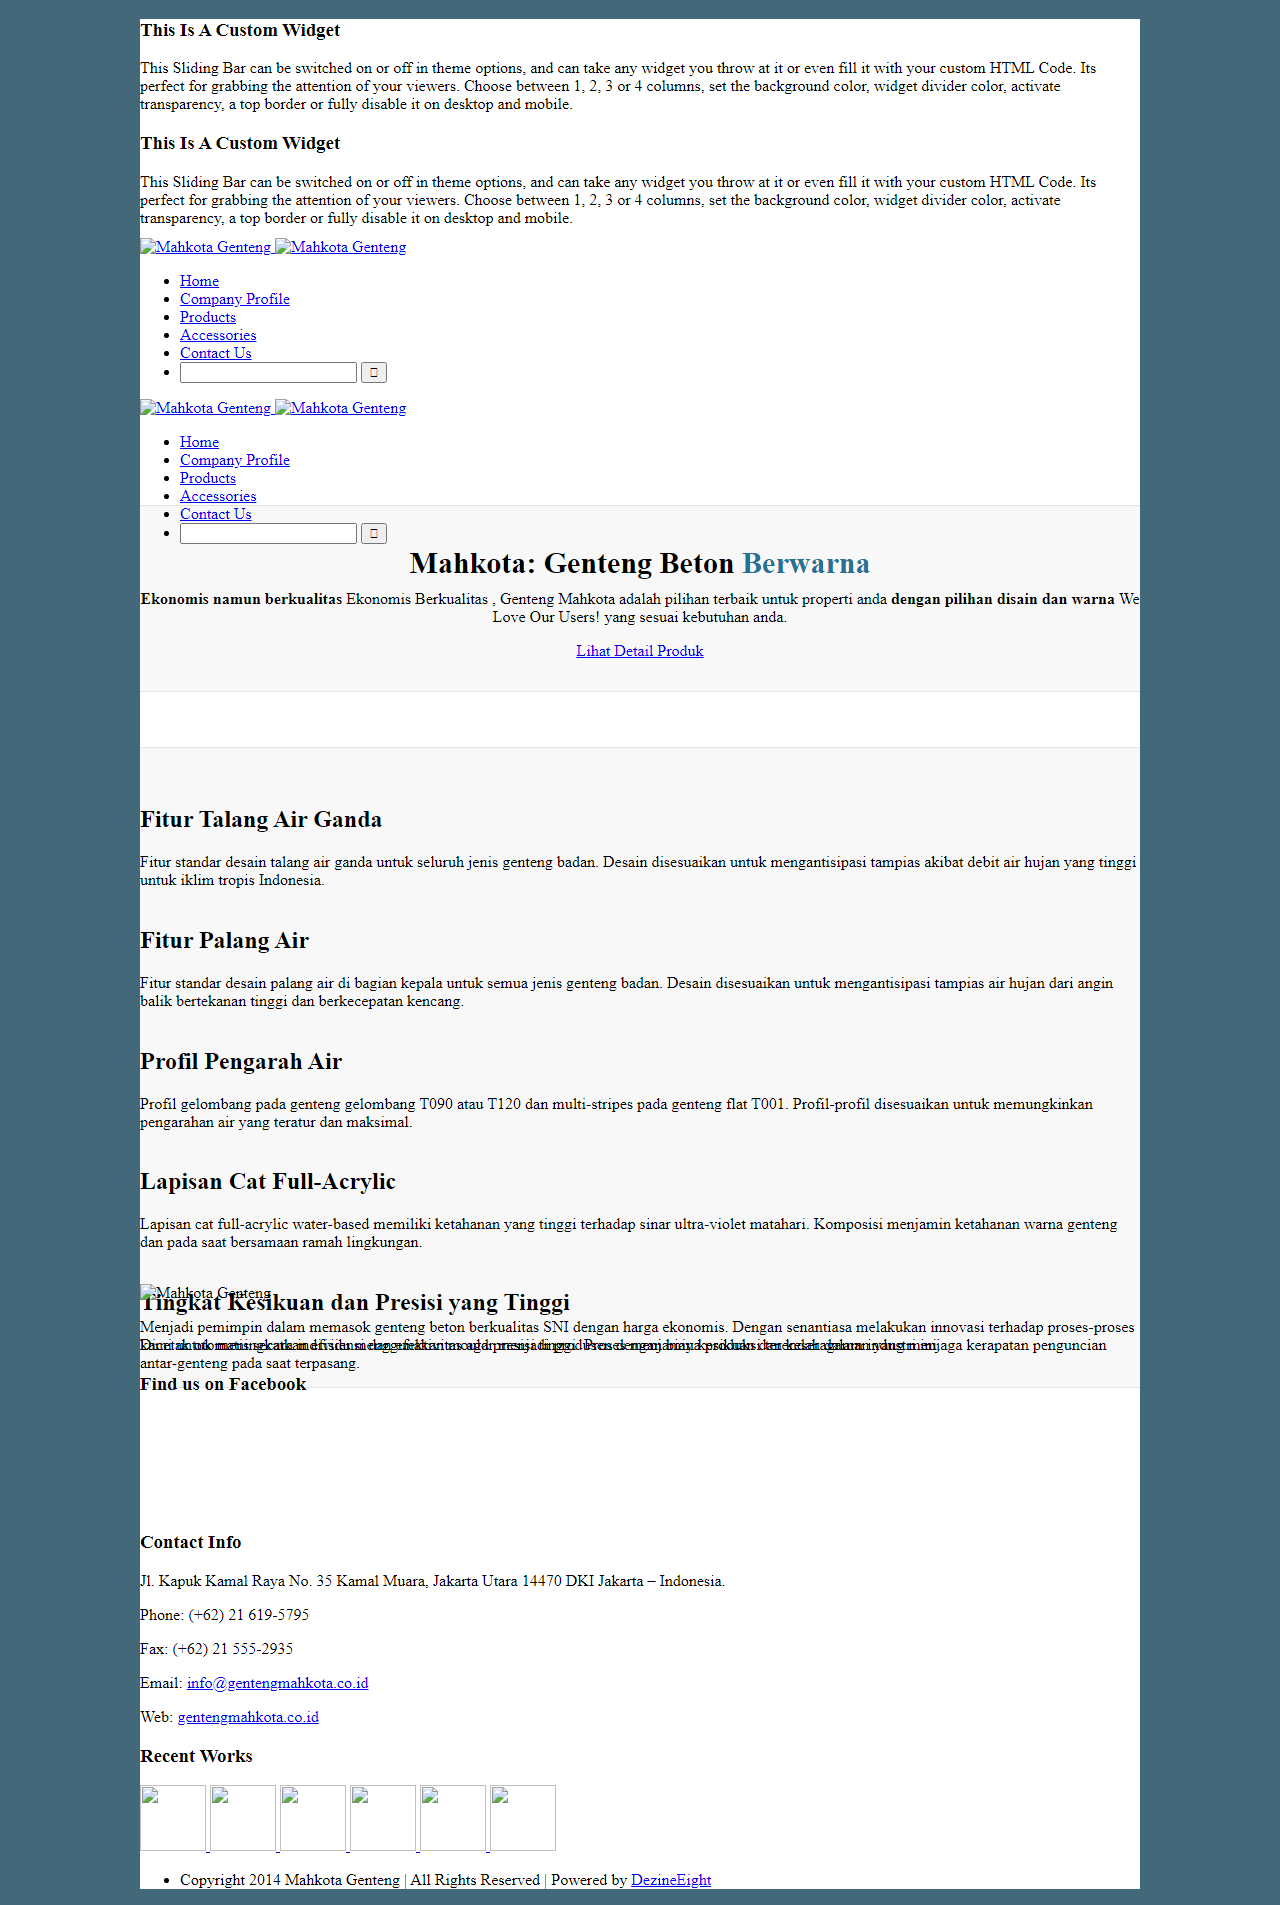 This Is A Custom Widget
This Sliding Bar can be switched on or off in theme options, and can take any widget you throw at it or even fill it with your custom HTML Code. Its
perfect for grabbing the attention of your viewers. Choose between 1, 2, 3 or 4 columns, set the background color, widget divider color, activate
transparency, a top border or fully disable it on desktop and mobile.
This Is A Custom Widget
This Sliding Bar can be switched on or off in theme options, and can take any widget you throw at it or even fill it with your custom HTML Code. Its
perfect for grabbing the attention of your viewers. Choose between 1, 2, 3 or 4 columns, set the background color, widget divider color, activate
transparency, a top border or fully disable it on desktop and mobile.
Mahkota Genteng Mahkota Genteng
Home
Company Profile
Products
Accessories
Contact Us
Mahkota Genteng Mahkota Genteng
Home
Company Profile
Products
Accessories
Contact Us
Mahkota: Genteng Beton Berwarna
Ekonomis namun berkualitas Ekonomis Berkualitas , Genteng Mahkota adalah pilihan terbaik untuk properti anda dengan pilihan disain dan warna We
Love Our Users! yang sesuai kebutuhan anda.
Lihat Detail Produk
Fitur Talang Air Ganda
Fitur standar desain talang air ganda untuk seluruh jenis genteng badan. Desain disesuaikan untuk mengantisipasi tampias akibat debit air hujan yang tinggi
untuk iklim tropis Indonesia.
Fitur Palang Air
Fitur standar desain palang air di bagian kepala untuk semua jenis genteng badan. Desain disesuaikan untuk mengantisipasi tampias air hujan dari angin
balik bertekanan tinggi dan berkecepatan kencang.
Profil Pengarah Air
Profil gelombang pada genteng gelombang T090 atau T120 dan multi-stripes pada genteng flat T001. Profil-profil disesuaikan untuk memungkinkan
pengarahan air yang teratur dan maksimal.
Lapisan Cat Full-Acrylic
Lapisan cat full-acrylic water-based memiliki ketahanan yang tinggi terhadap sinar ultra-violet matahari. Komposisi menjamin ketahanan warna genteng
dan pada saat bersamaan ramah lingkungan.
Mahkota Genteng
Tingkat Kesikuan dan Presisi yang Tinggi
Menjadi pemimpin dalam memasok genteng beton berkualitas SNI dengan harga ekonomis. Dengan senantiasa melakukan innovasi terhadap proses-proses
menjaga kerapatan penguncian
antar-genteng pada saat terpasang.
Find us on Facebook
Contact Info
Jl. Kapuk Kamal Raya No. 35 Kamal Muara, Jakarta Utara 14470 DKI Jakarta – Indonesia.
Phone: (+62) 21 619-5795
Fax: (+62) 21 555-2935
Email: info@gentengmahkota.co.id
Web: gentengmahkota.co.id
Recent Works
Copyright 2014 Mahkota Genteng | All Rights Reserved | Powered by DezineEight